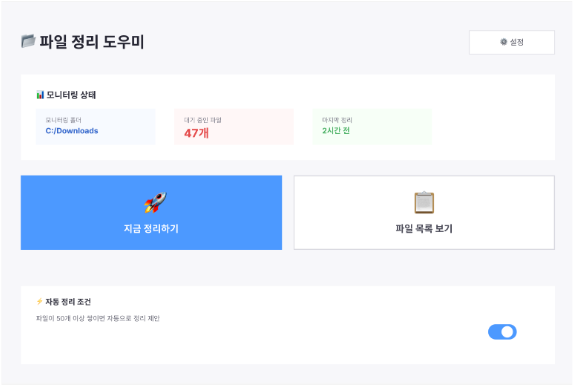 파일 정리 도우미
설정
모니터링 상태
모니터링 폴더
C:/Downloads
대기 중인 파일
47개
마지막 정리
2시간 전
지금 정리하기
파일 목록 보기
자동 정리 조건
파일이 50개 이상 쌓이면 자동으로 정리 제안